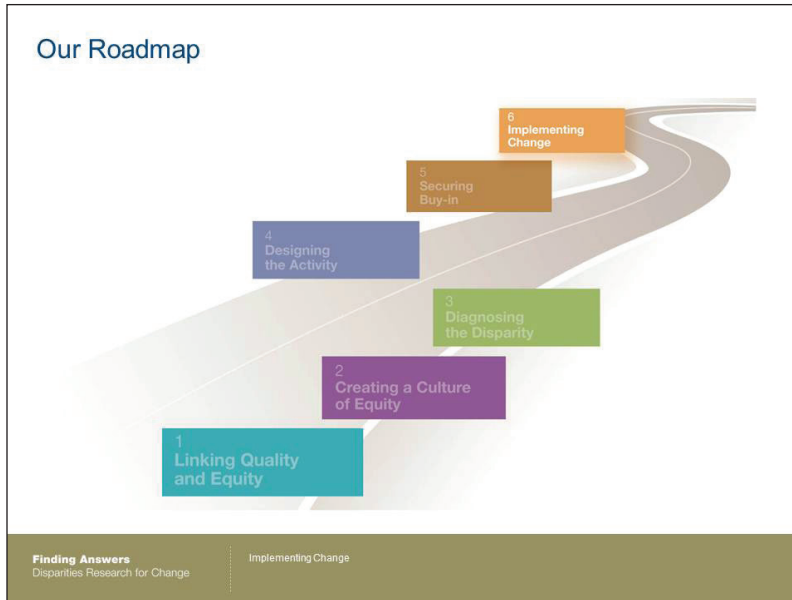 Our Roadmap
6
Implementing
Change
5
Securing
Buy-in
4
Designing
the Activity
3
Diagnosing
the Disparity
2
Creating a Culture
of Equity
1
Linking Quality
and Equity
Finding Answers
Disparities Research for Change
Implementing Change